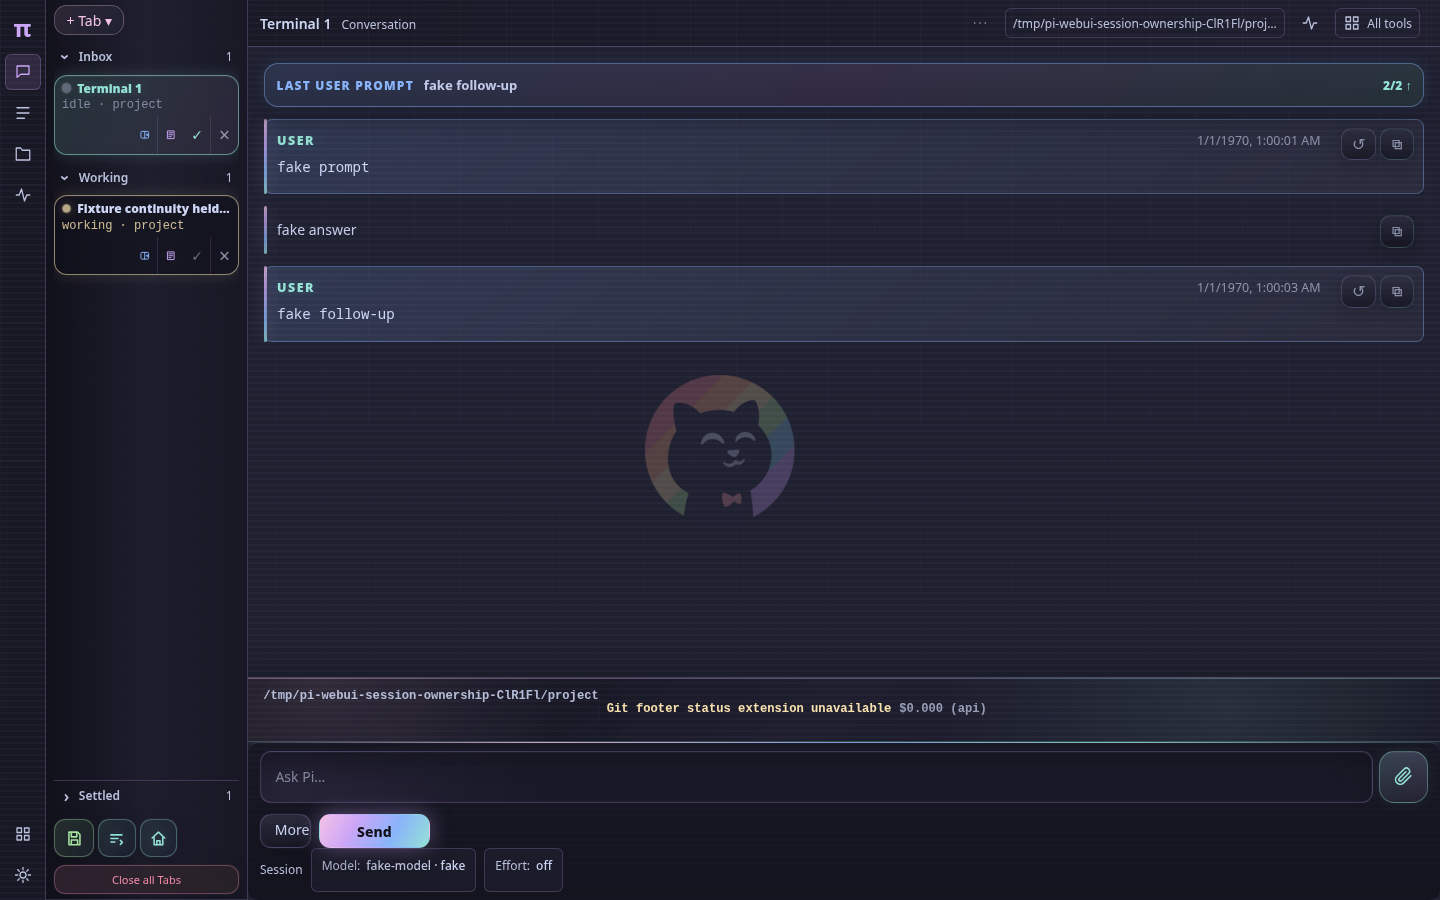 π
+ Tab ▾
Inbox 1
Terminal 1
idle · project
✓ ×
Working 1
Fixture continuity held...
working · project
✓ ×
Settled 1
Close all Tabs
Terminal 1 Conversation
···
/tmp/pi-webui-session-ownership-ClR1Fl/proj...
All tools
LAST USER PROMPT fake follow-up 2/2 ↑
USER 1/1/1970, 1:00:01 AM
fake prompt
fake answer
USER 1/1/1970, 1:00:03 AM
fake follow-up
/tmp/pi-webui-session-ownership-ClR1Fl/project
Git footer status extension unavailable $0.000 (api)
Ask Pi...
More Send
Session Model: fake-model · fake Effort: off